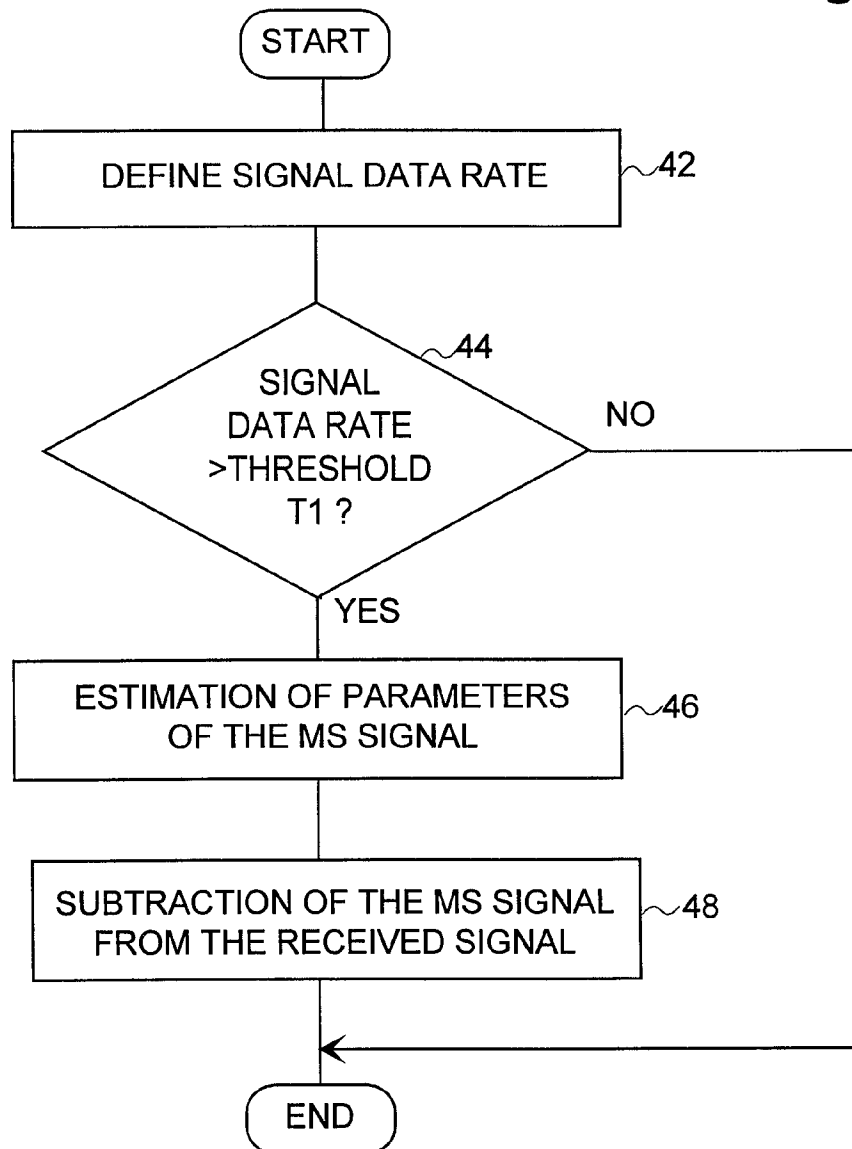 START
DEFINE SIGNAL DATA RATE
42
44
SIGNAL
DATA RATE
>THRESHOLD
T1 ?
NO
YES
ESTIMATION OF PARAMETERS
OF THE MS SIGNAL
46
SUBTRACTION OF THE MS SIGNAL
FROM THE RECEIVED SIGNAL
48
END